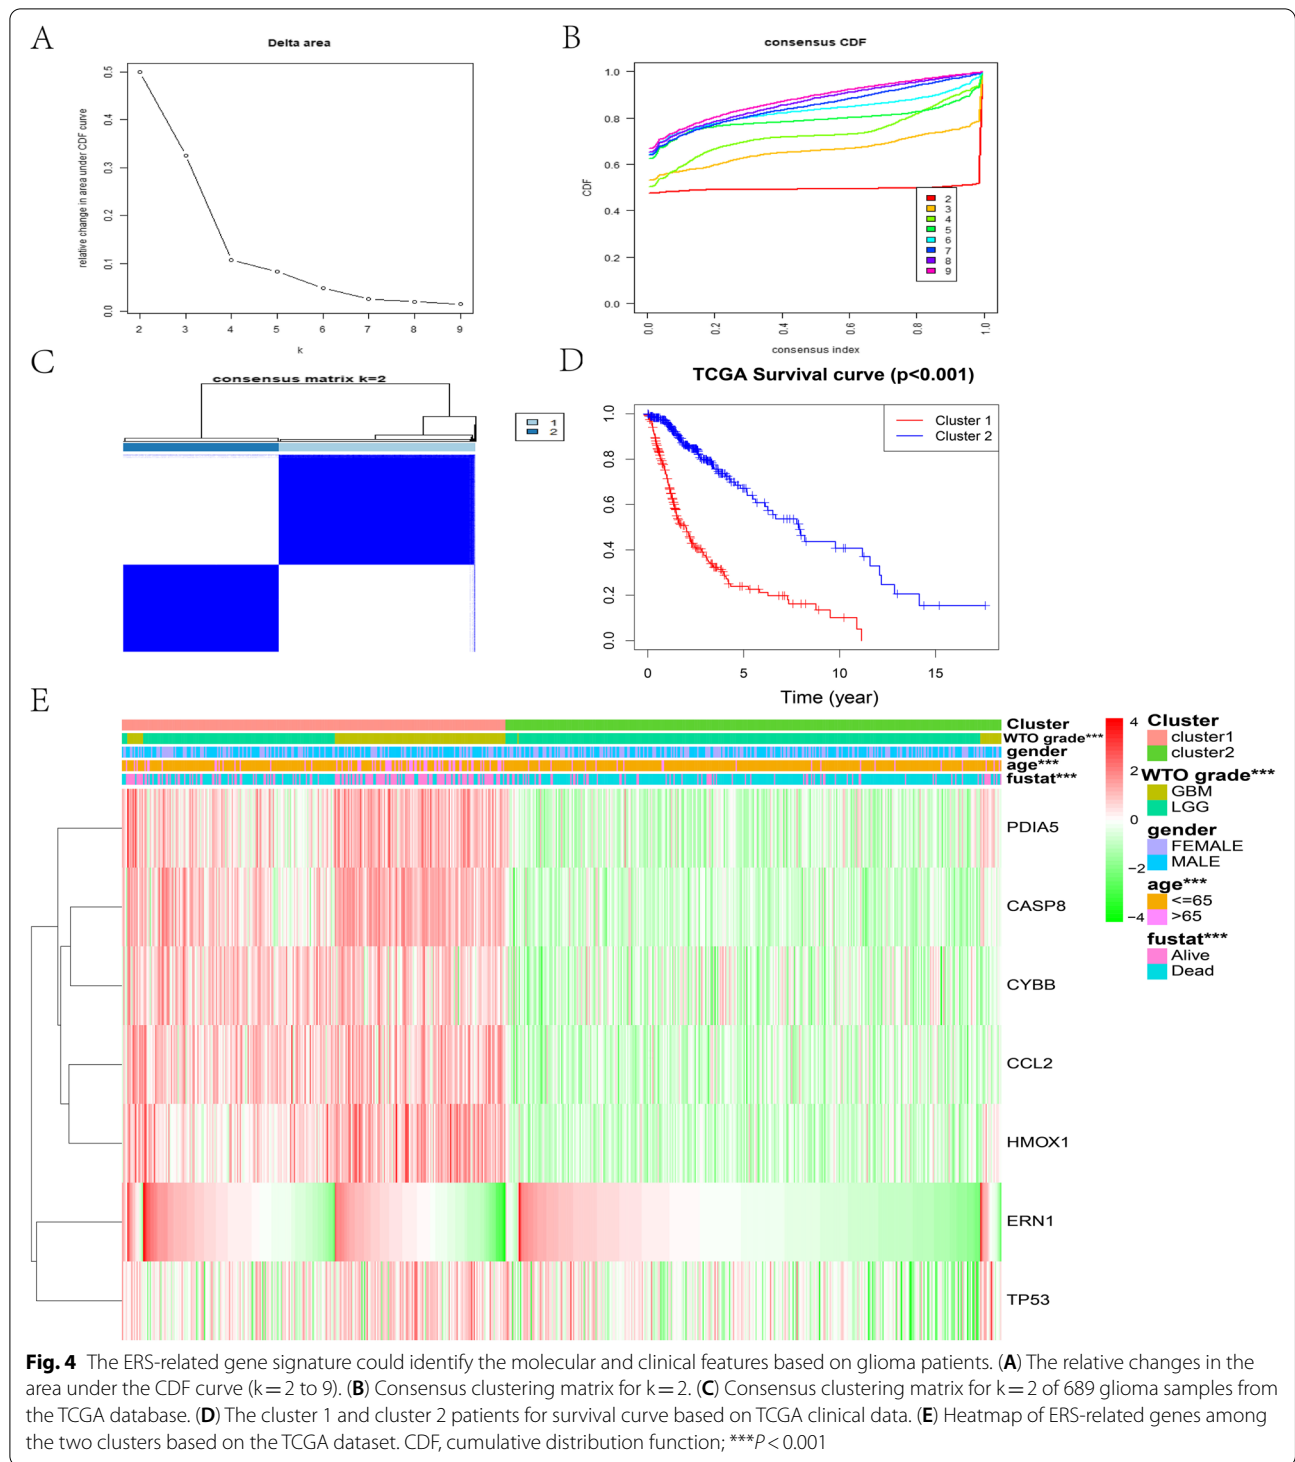 A
Delta area
relative change in area under CDF curve
0.5
0.4
0.3
0.2
0.1
0.0
2 3 4 5 6 7 8 9
k
B
consensus CDF
CDF
1.0
0.8
0.6
0.4
0.2
0.0
2
3
4
5
6
7
8
9
0.0 0.2 0.4 0.6 0.8 1.0
consensus index
C
consensus matrix k=2
1
2
D
TCGA Survival curve (p<0.001)
1.0
0.8
0.6
0.4
0.2
0.0
Cluster 1
Cluster 2
0 5 10 15
Time (year)
E
Cluster
WTO grade***
gender
age***
fustat***
PDIA5
CASP8
CYBB
CCL2
HMOX1
ERN1
TP53
4
2
0
−2
−4
Cluster
cluster1
cluster2
WTO grade***
GBM
LGG
gender
FEMALE
MALE
age***
<=65
>65
fustat***
Alive
Dead
Fig. 4 The ERS-related gene signature could identify the molecular and clinical features based on glioma patients. (A) The relative changes in the
area under the CDF curve (k = 2 to 9). (B) Consensus clustering matrix for k = 2. (C) Consensus clustering matrix for k = 2 of 689 glioma samples from
the TCGA database. (D) The cluster 1 and cluster 2 patients for survival curve based on TCGA clinical data. (E) Heatmap of ERS-related genes among
the two clusters based on the TCGA dataset. CDF, cumulative distribution function; ***P < 0.001